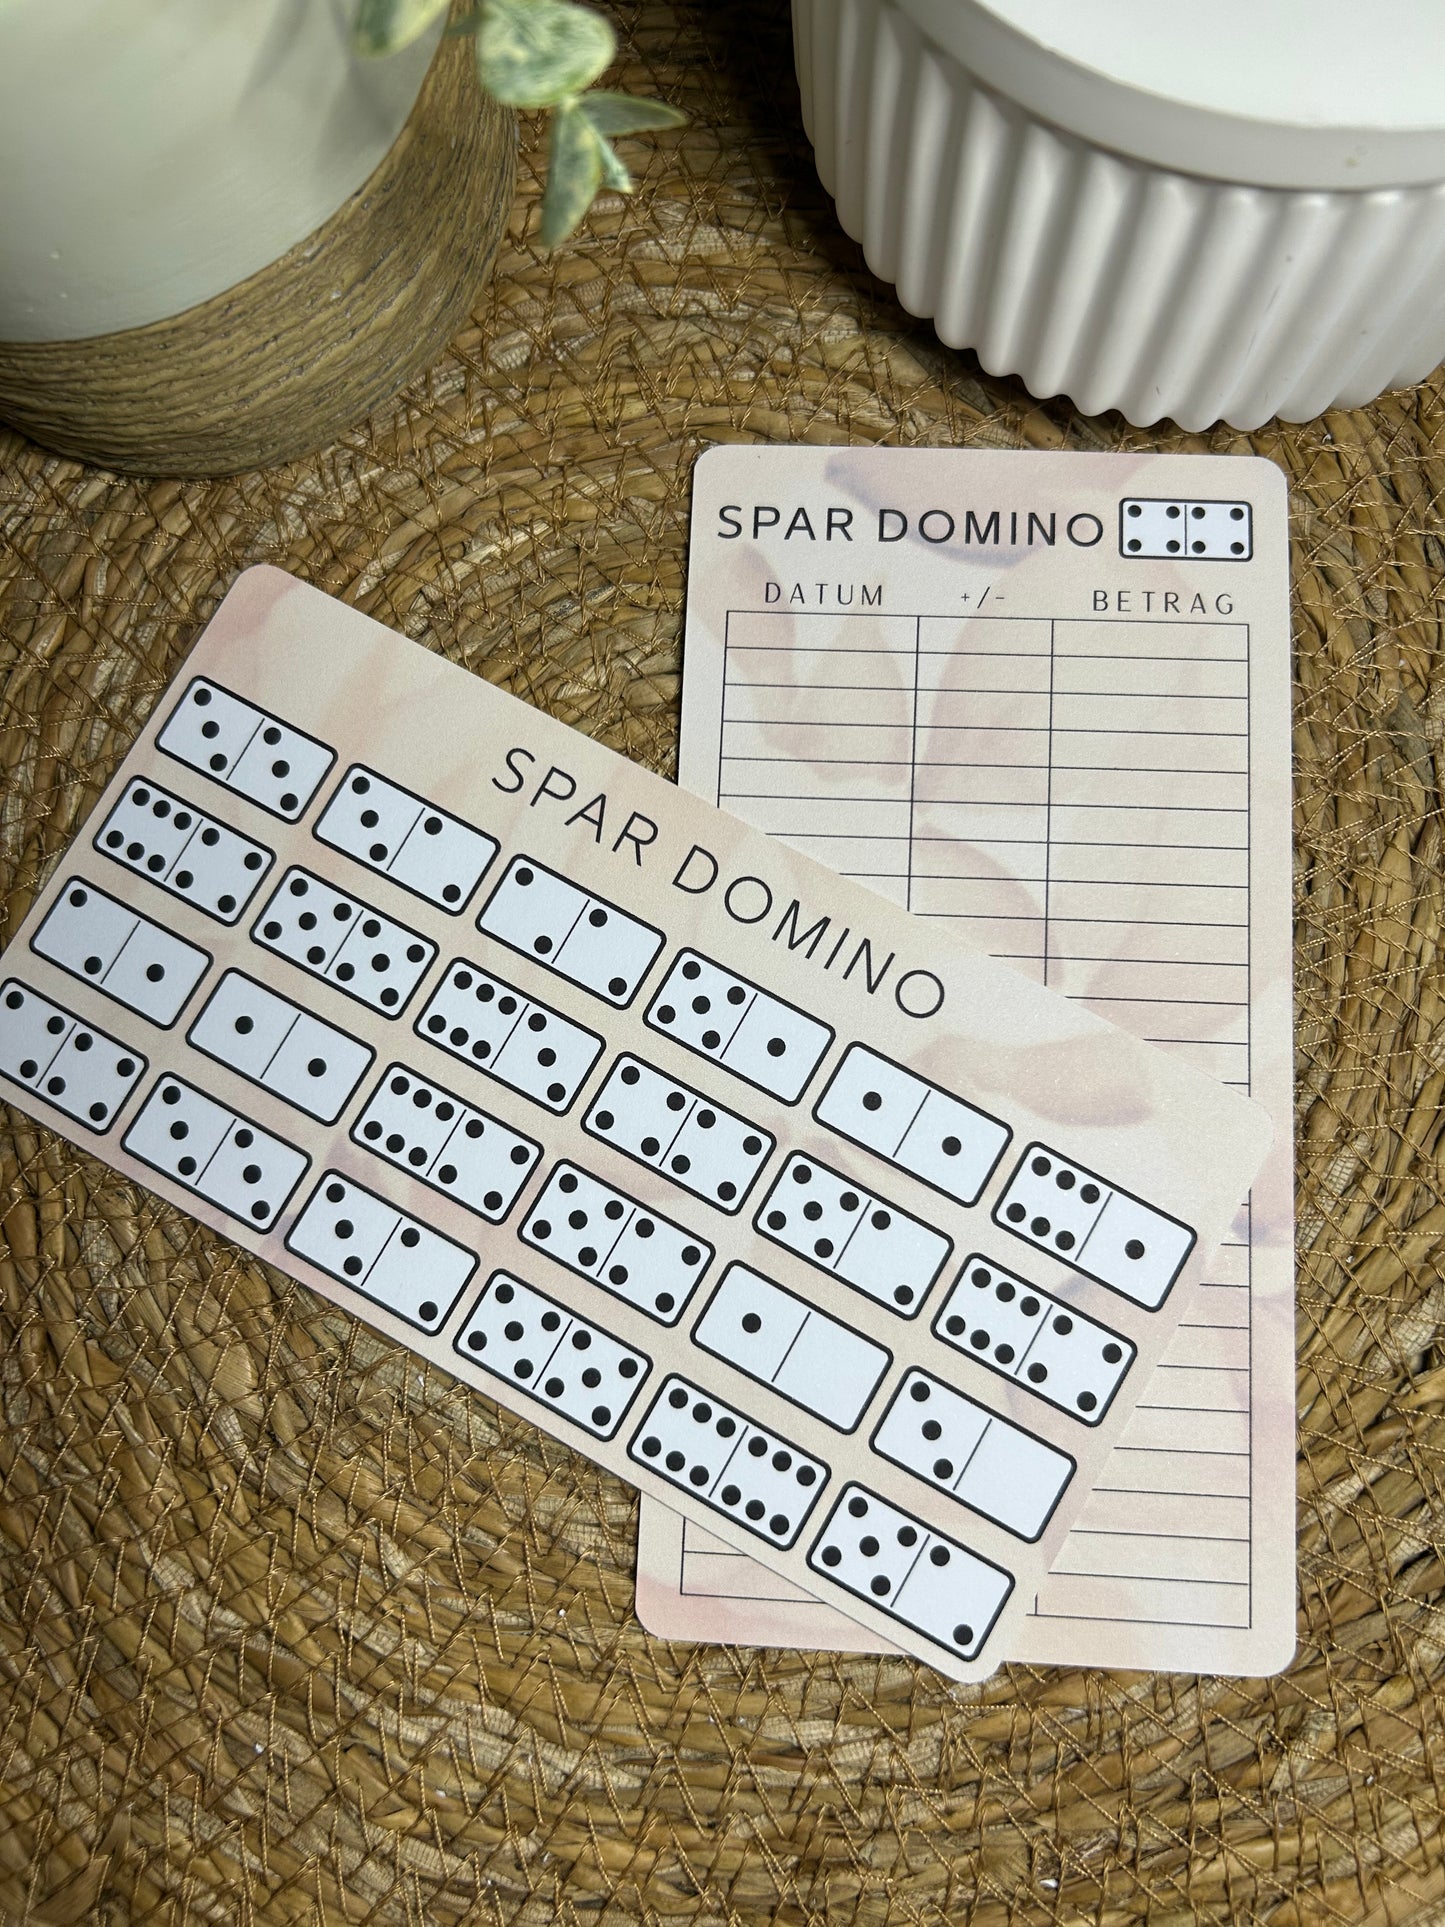 SPAR DOMINO
DATUM +/- BETRAG
SPAR DOMINO